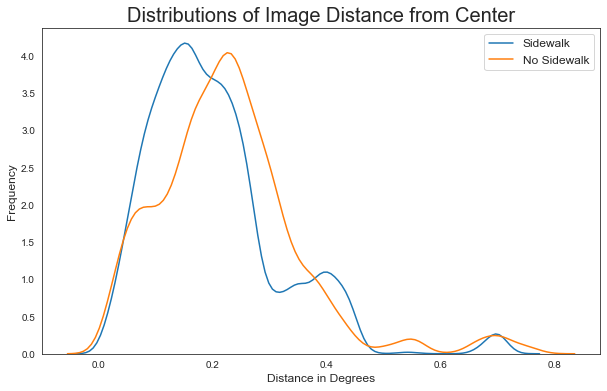 Distributions of Image Distance from Center
Sidewalk
No Sidewalk
4.0
3.5
3.0
2.5
2.0
1.5
1.0
0.5
0.0
Frequency
0.0 0.2 0.4 0.6 0.8
Distance in Degrees